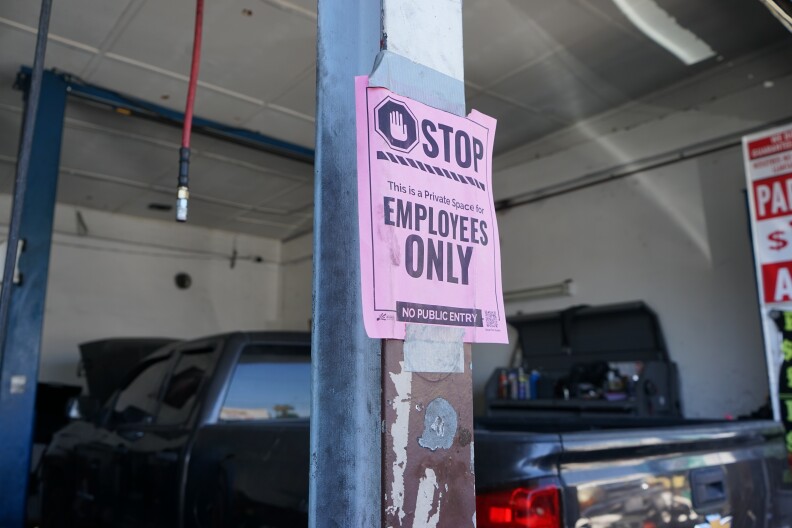 STOP
This is a Private Space for
EMPLOYEES
ONLY
NO PUBLIC ENTRY